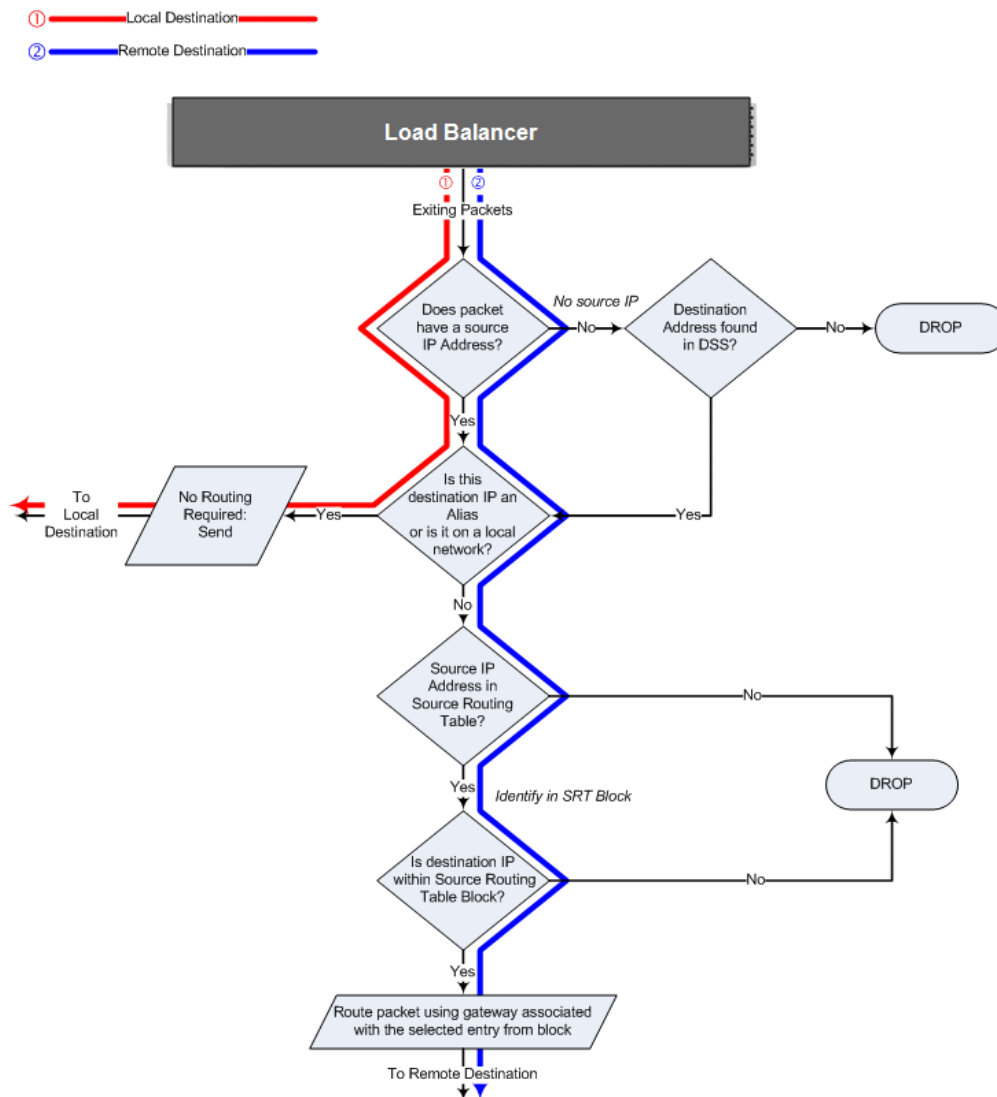 ① Local Destination
② Remote Destination
Load Balancer
① ②
Exiting Packets
Does packet
have a source
IP Address?
No source IP
No
Destination
Address found
in DSS?
No
DROP
Yes
Is this
destination IP an
Alias
or is it on a local
network?
Yes
Yes
No Routing
Required:
Send
To
Local
Destination
No
Source IP
Address in
Source Routing
Table?
No
DROP
Yes
Identify in SRT Block
Is destination IP
within Source Routing
Table Block?
No
Yes
Route packet using gateway associated
with the selected entry from block
To Remote Destination